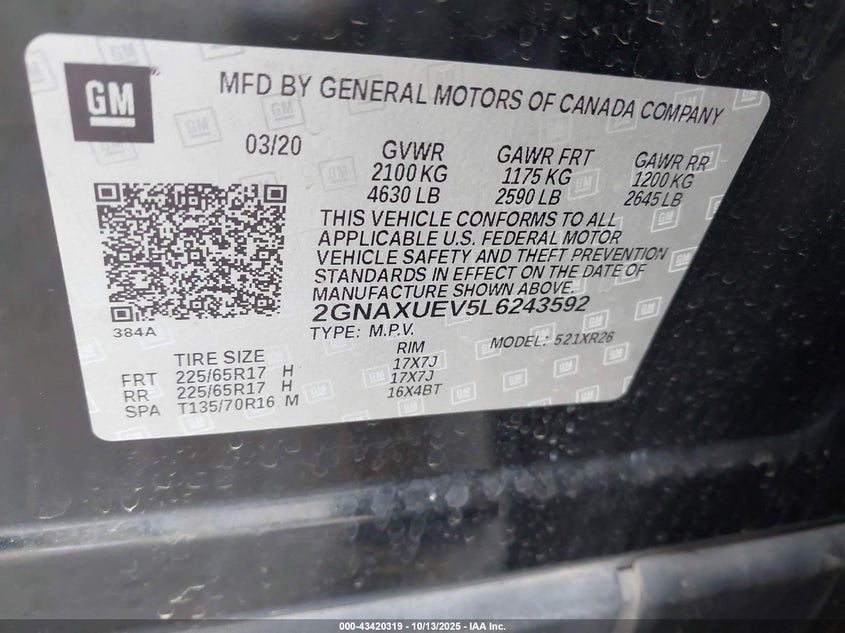 GM
MFD BY GENERAL MOTORS OF CANADA COMPANY
03/20
GVWR
2100 KG
4630 LB
GAWR FRT
1175 KG
2590 LB
GAWR RR
1200 KG
2645 LB
THIS VEHICLE CONFORMS TO ALL
APPLICABLE U.S. FEDERAL MOTOR
VEHICLE SAFETY AND THEFT PREVENTION
STANDARDS IN EFFECT ON THE DATE OF
MANUFACTURE SHOWN ABOVE.
2GNAXUEV5L6243592
TYPE: M.P.V. MODEL: 521XR26
384A
TIRE SIZE RIM
FRT 225/65R17 H 17X7J
RR 225/65R17 H 17X7J
SPA T135/70R16 M 16X4BT
000-43420319 - 10/13/2025 - IAA Inc.